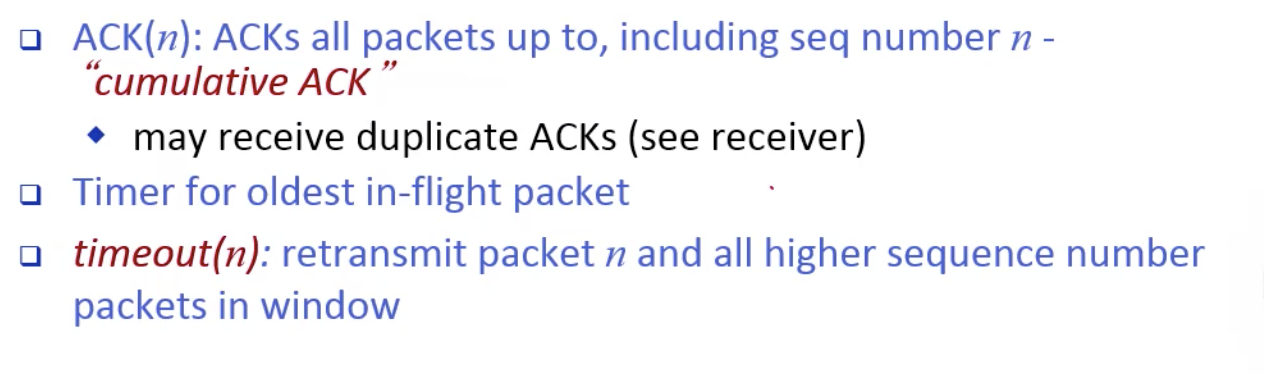 ACK(n): ACKs all packets up to, including seq number n -
“cumulative ACK”
may receive duplicate ACKs (see receiver)
Timer for oldest in-flight packet
timeout(n): retransmit packet n and all higher sequence number
packets in window